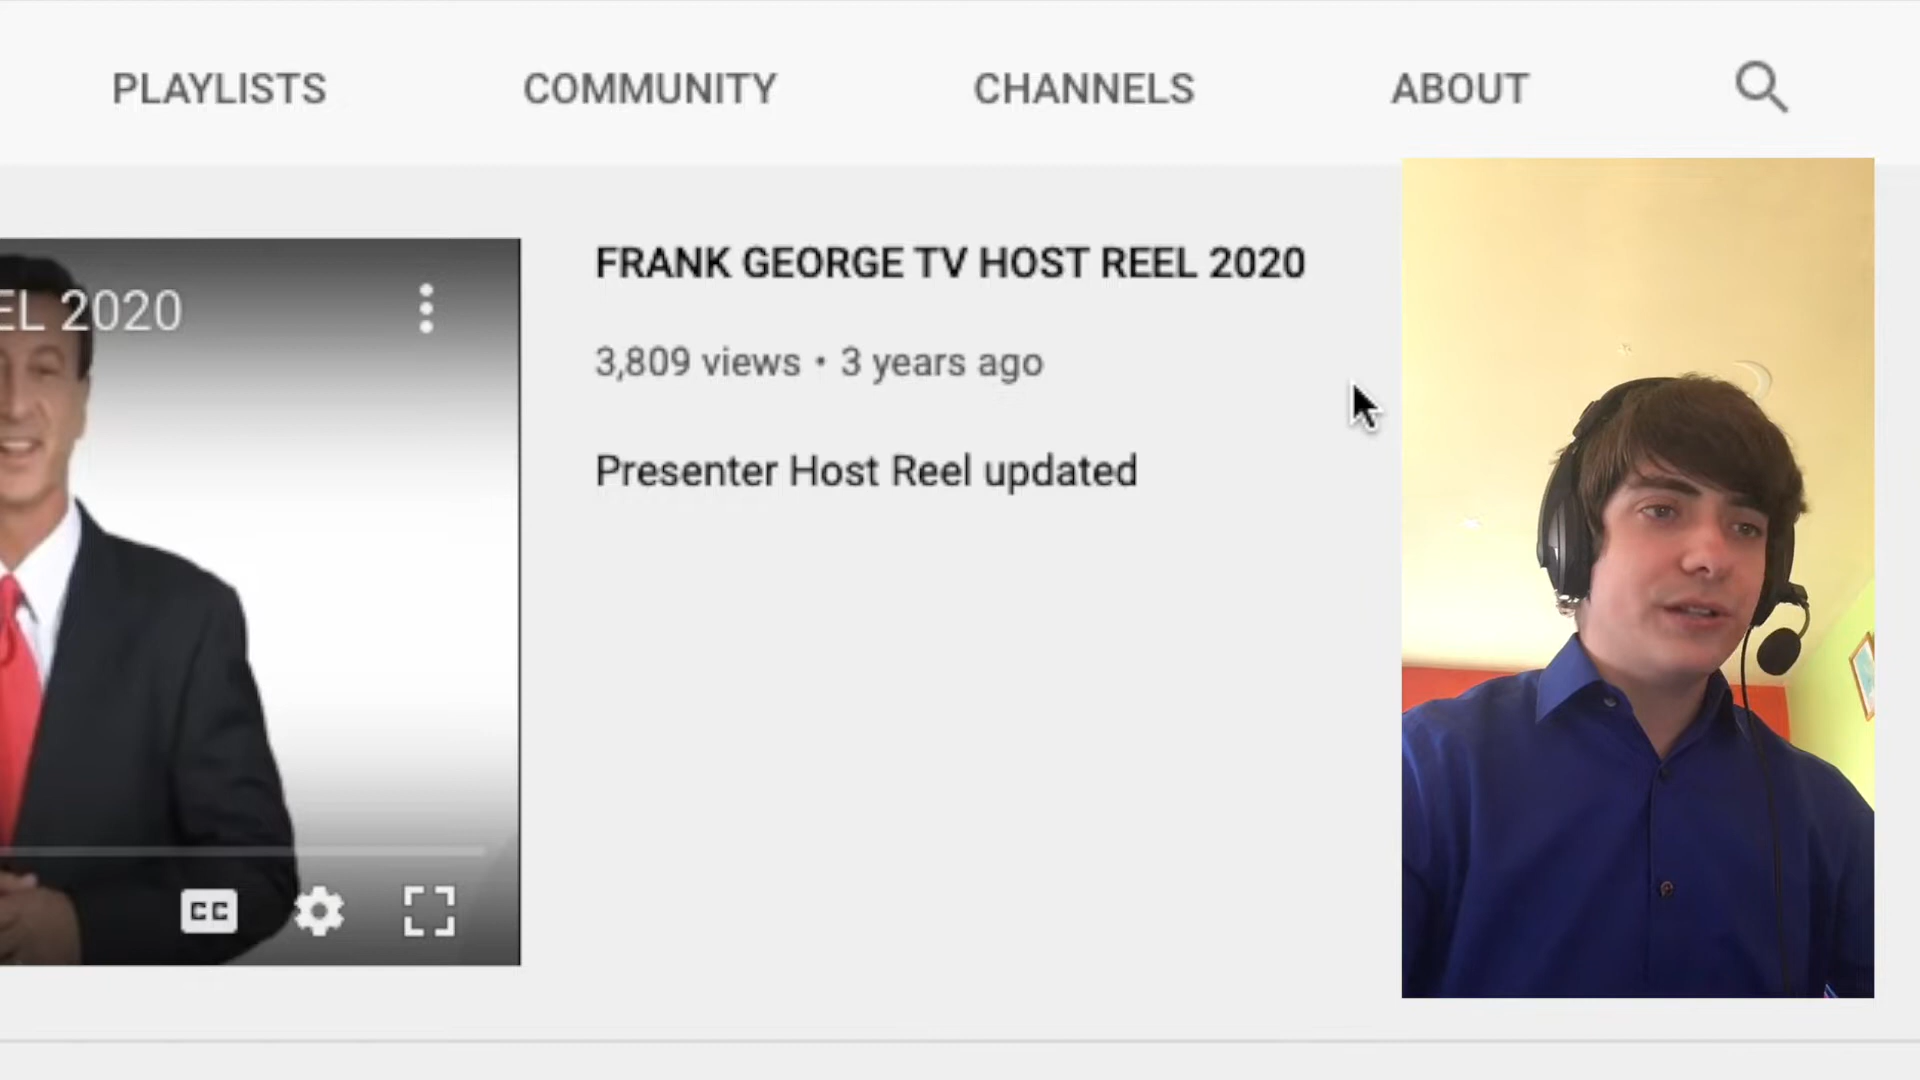 PLAYLISTS COMMUNITY CHANNELS ABOUT
EL 2020
FRANK GEORGE TV HOST REEL 2020
3,809 views • 3 years ago
Presenter Host Reel updated
CC